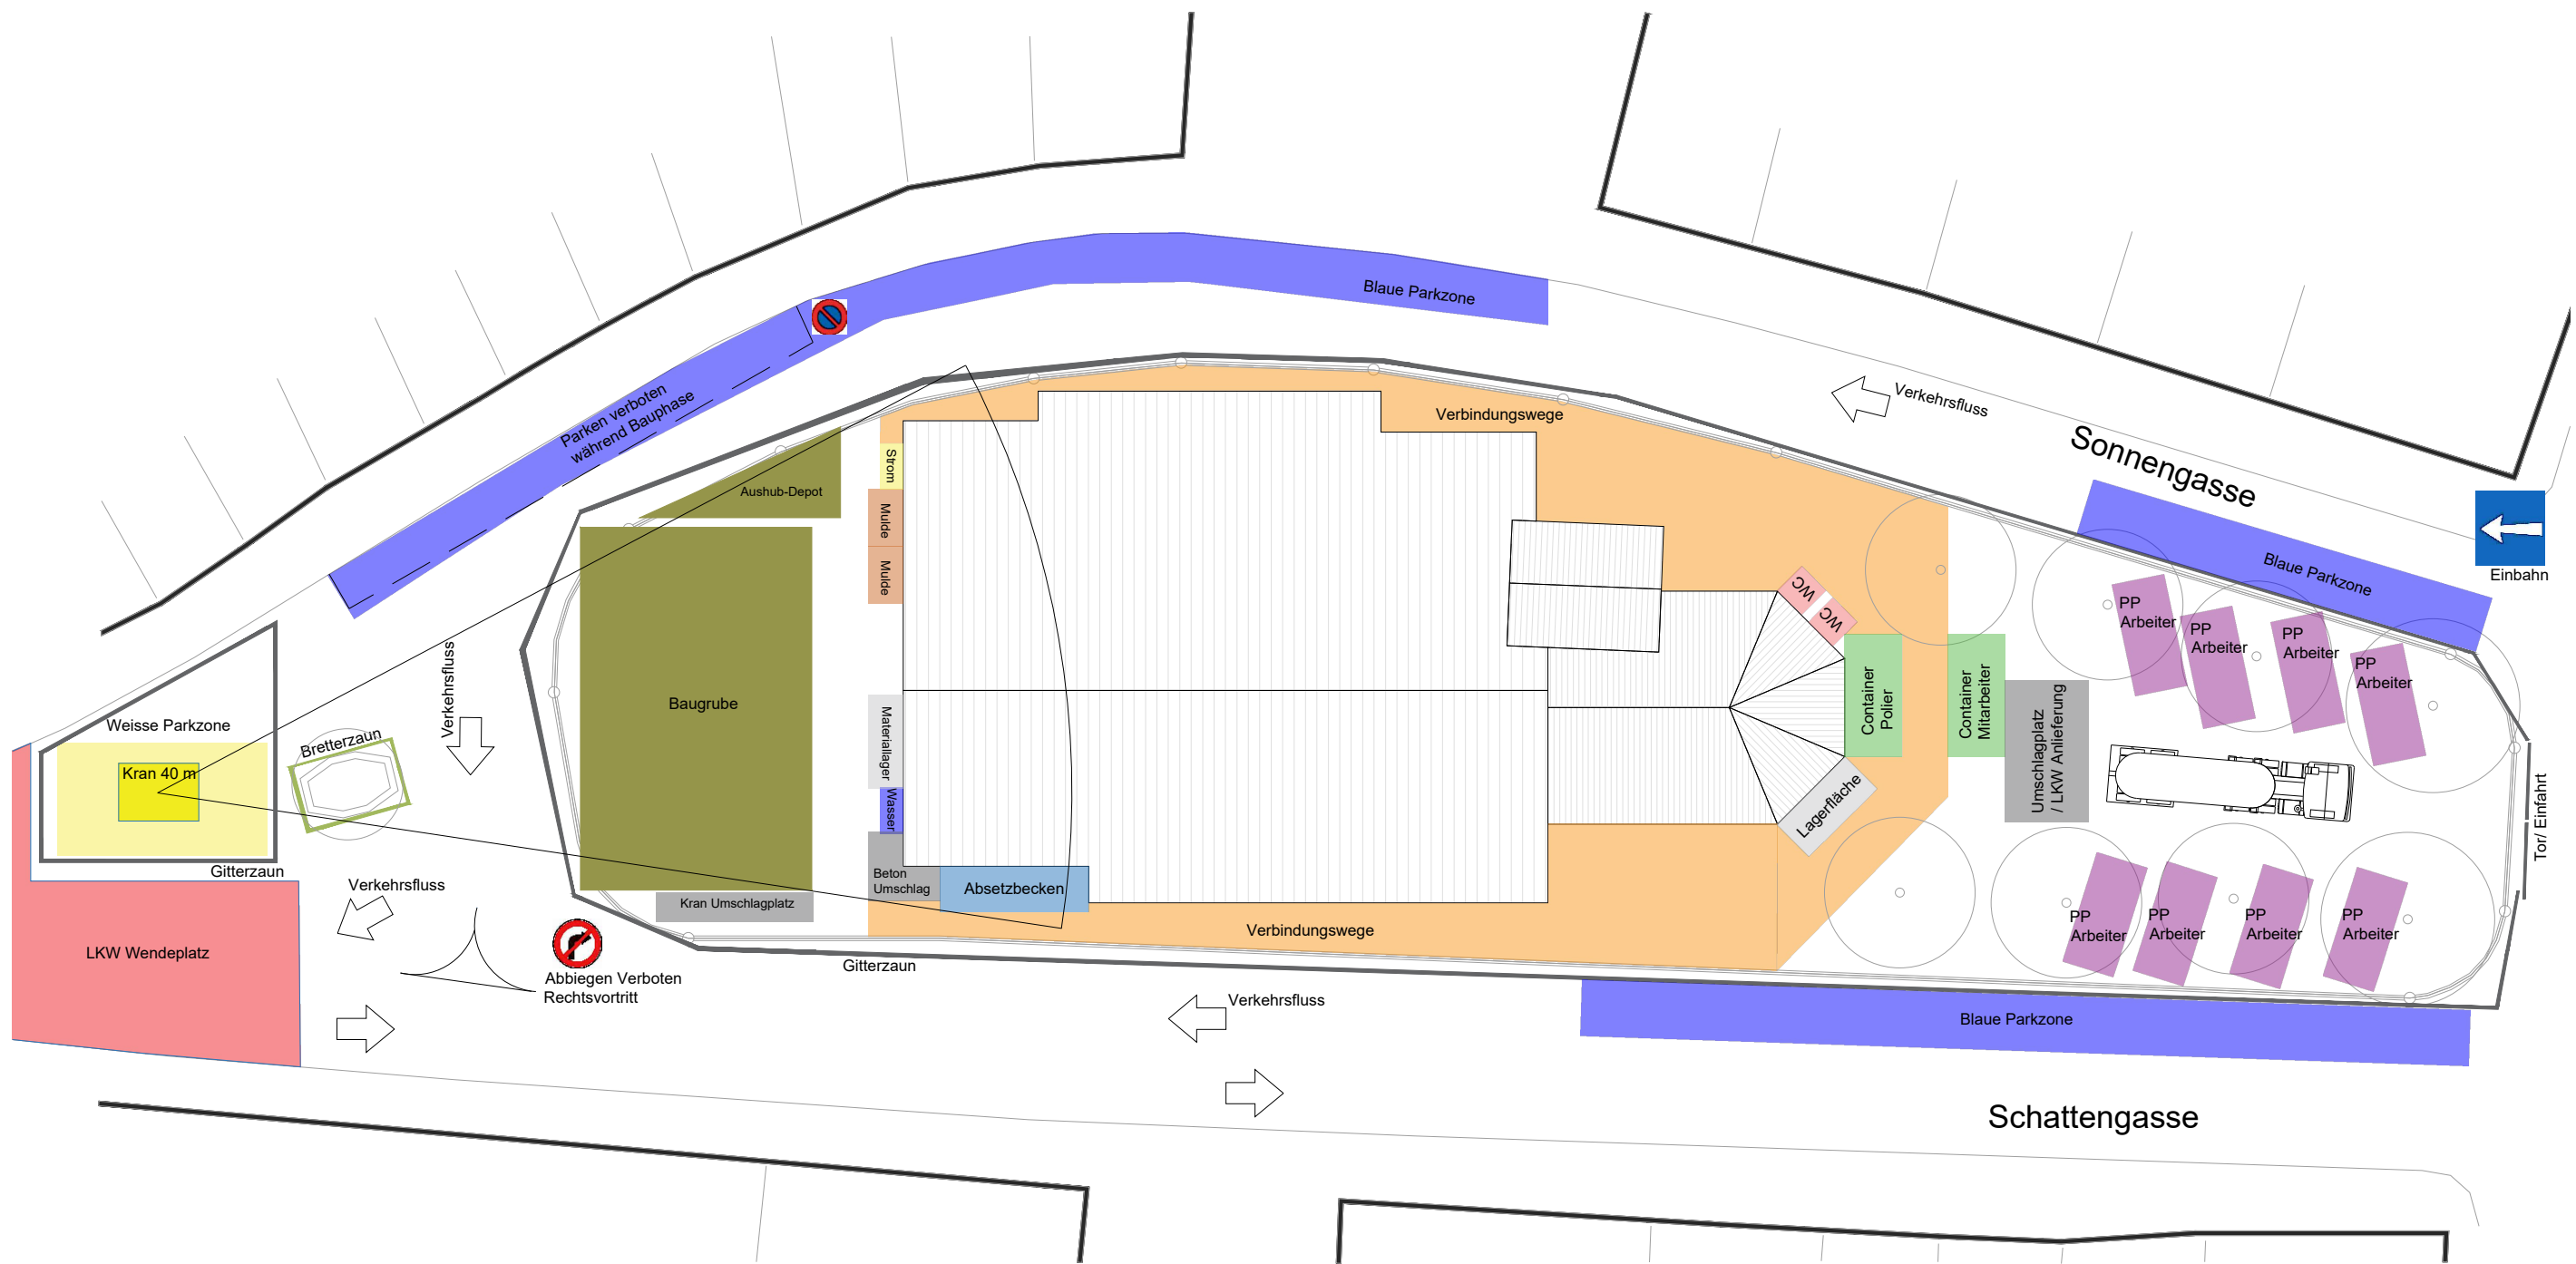 Blaue Parkzone
Parken verboten
während Bauphase
Verbindungswege
Verkehrsfluss
Sonnengasse
Strom
Aushub-Depot
Mulde
Mulde
Einbahn
Blaue Parkzone
WC
WC
PP
Arbeiter
PP
Arbeiter
PP
Arbeiter
PP
Arbeiter
Verkehrsfluss
Weisse Parkzone
Bretterzaun
Kran 40 m
Baugrube
Materiallager
Wasser
Container
Polier
Container
Mitarbeiter
Umschlagplatz
/ LKW Anlieferung
Lagerfläche
Tor/ Einfahrt
Gitterzaun
Verkehrsfluss
Beton
Umschlag
Absetzbecken
Kran Umschlagplatz
Verbindungswege
PP
Arbeiter
PP
Arbeiter
PP
Arbeiter
PP
Arbeiter
LKW Wendeplatz
Gitterzaun
Abbiegen Verboten
Rechtsvortritt
Verkehrsfluss
Blaue Parkzone
Schattengasse